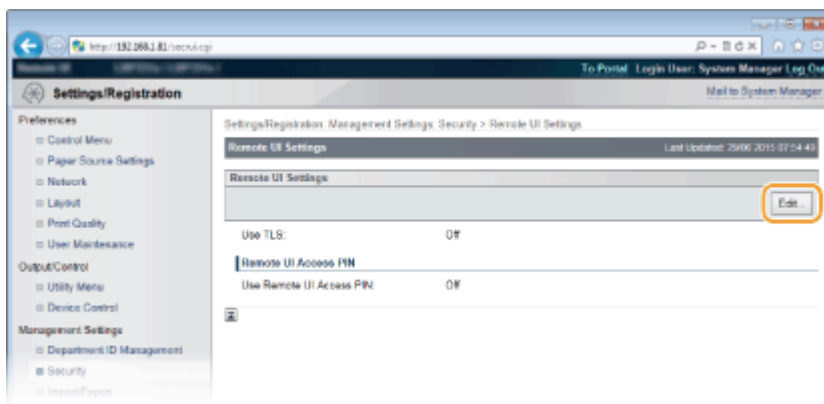 http://192.168.1.81/secrui.cgi
To Portal Login User: System Manager Log Ou
Settings/Registration
Mail to System Manager
Preferences
Control Menu
Paper Source Settings
Network
Layout
Print Quality
User Maintenance
Output/Control
Utility Menu
Device Control
Management Settings
Department ID Management
Security
Import/Export
Settings/Registration: Management Settings: Security > Remote UI Settings
Remote UI Settings
Last Updated: 29/06 2015 07:54:49
Remote UI Settings
Edit...
Use TLS: Off
Remote UI Access PIN
Use Remote UI Access PIN: Off